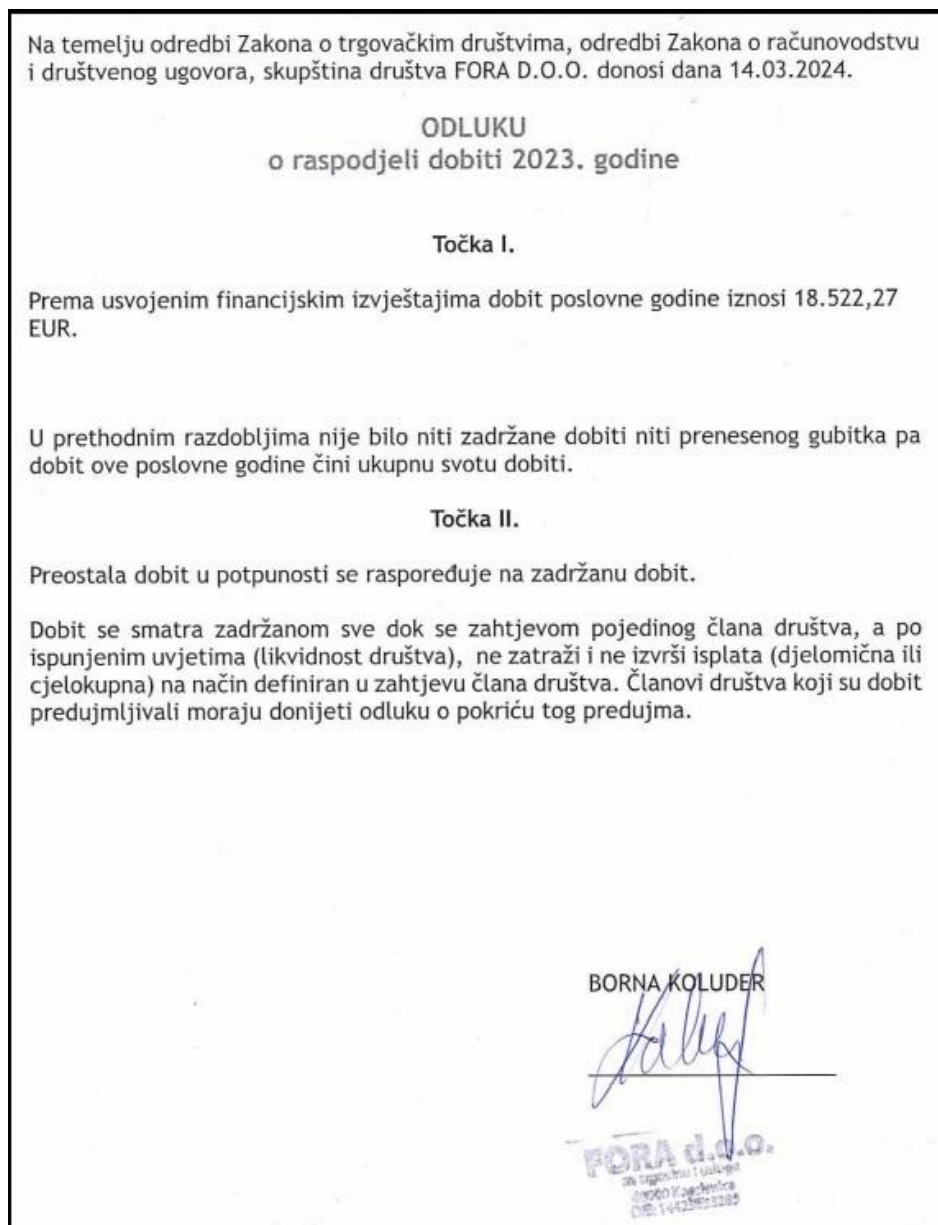 Na temelju odredbi Zakona o trgovačkim društvima, odredbi Zakona o računovodstvu
i društvenog ugovora, skupština društva FORA D.O.O. donosi dana 14.03.2024.
ODLUKU
o raspodjeli dobiti 2023. godine
Točka I.
Prema usvojenim financijskim izvještajima dobit poslovne godine iznosi 18.522,27
EUR.
U prethodnim razdobljima nije bilo niti zadržane dobiti niti prenesenog gubitka pa
dobit ove poslovne godine čini ukupnu svotu dobiti.
Točka II.
Preostala dobit u potpunosti se raspoređuje na zadržanu dobit.
Dobit se smatra zadržanom sve dok se zahtjevom pojedinog člana društva, a po
ispunjenim uvjetima (likvidnost društva), ne zatraži i ne izvrši isplata (djelomična ili
cjelokupna) na način definiran u zahtjevu člana društva. Članovi društva koji su dobit
predujmljivali moraju donijeti odluku o pokriću tog predujma.
BORNA KOLUDER
FORA d.o.o.
za trgovinu i usluge